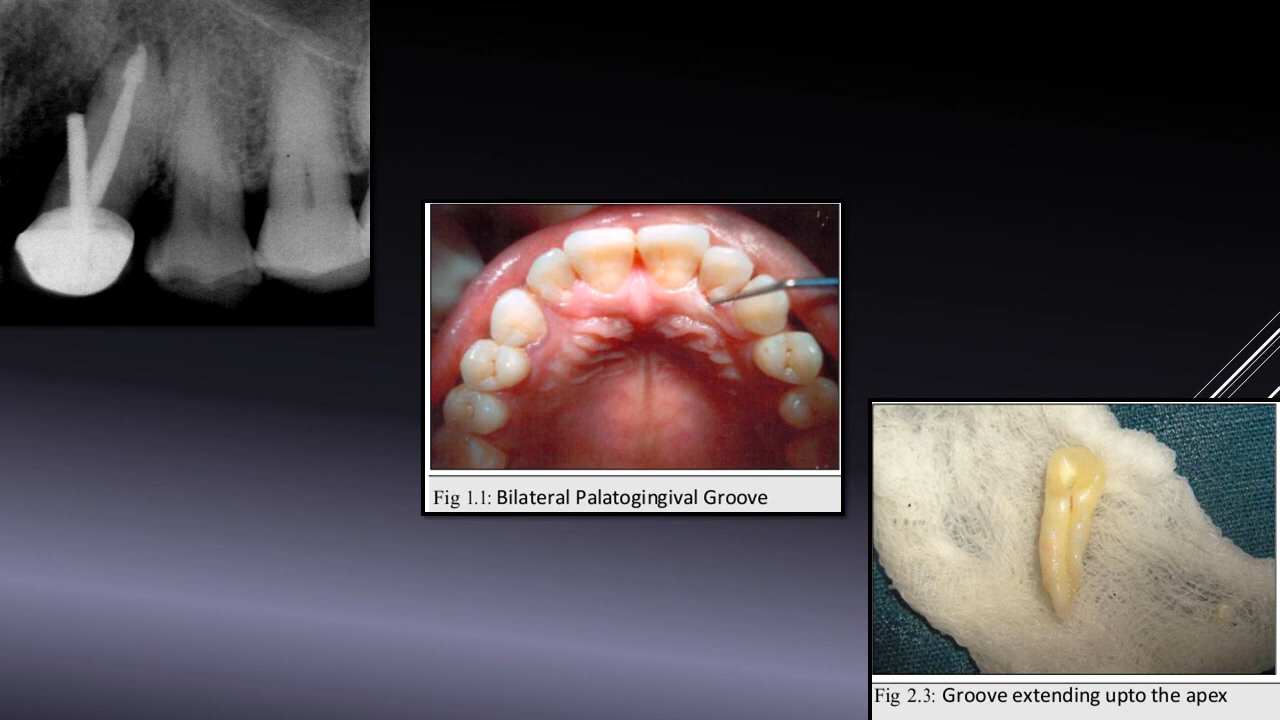 Fig 1.1: Bilateral Palatogingival Groove
Fig 2.3: Groove extending upto the apex